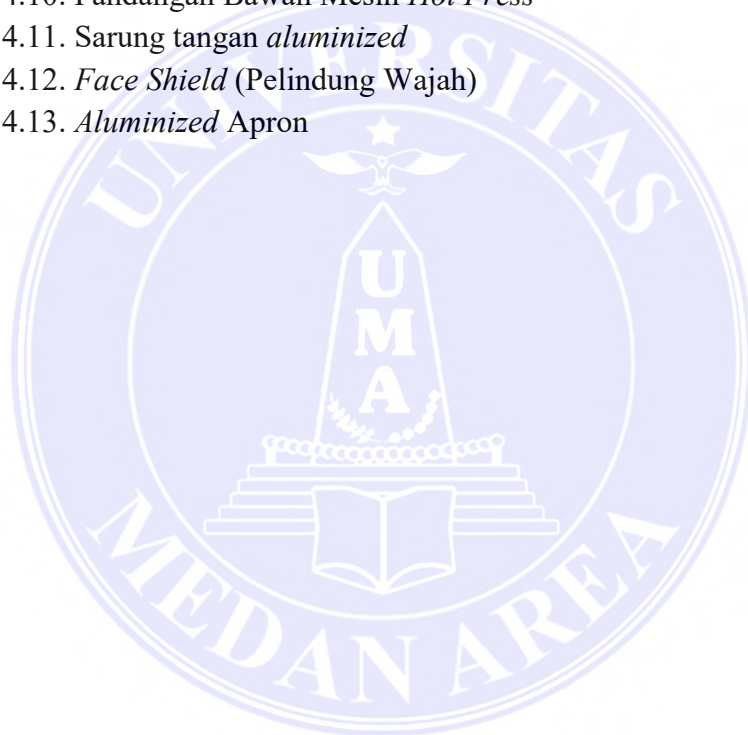 4.10. Pandangan Bawah Mesin Hot Press
4.11. Sarung tangan aluminized
4.12. Face Shield (Pelindung Wajah)
4.13. Aluminized Apron
UNIVERSITAS
U
M
A
MEDAN AREA